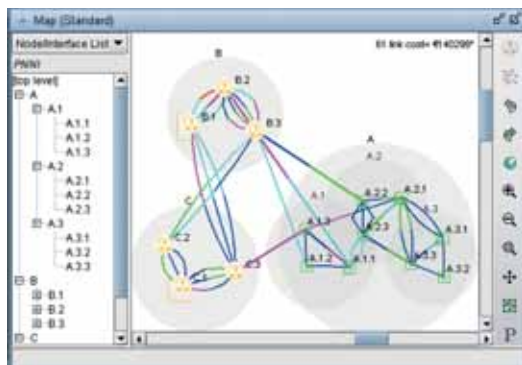 Map (Standard)
Node/Interface List
PNNI
[top level]
A
A.1
A.1.1
A.1.2
A.1.3
A.2
A.2.1
A.2.2
A.2.3
A.3
A.3.1
A.3.2
A.3.3
B
B.1
B.2
B.3
C
B
B.2
B.1
B.3
C
C.2
A
A.2
A.1
A.2.2
A.2.1
A.3
A.1.3
A.2.3
A.3.1
A.1.2
A.1.1
A.3.3
A.3.2
P